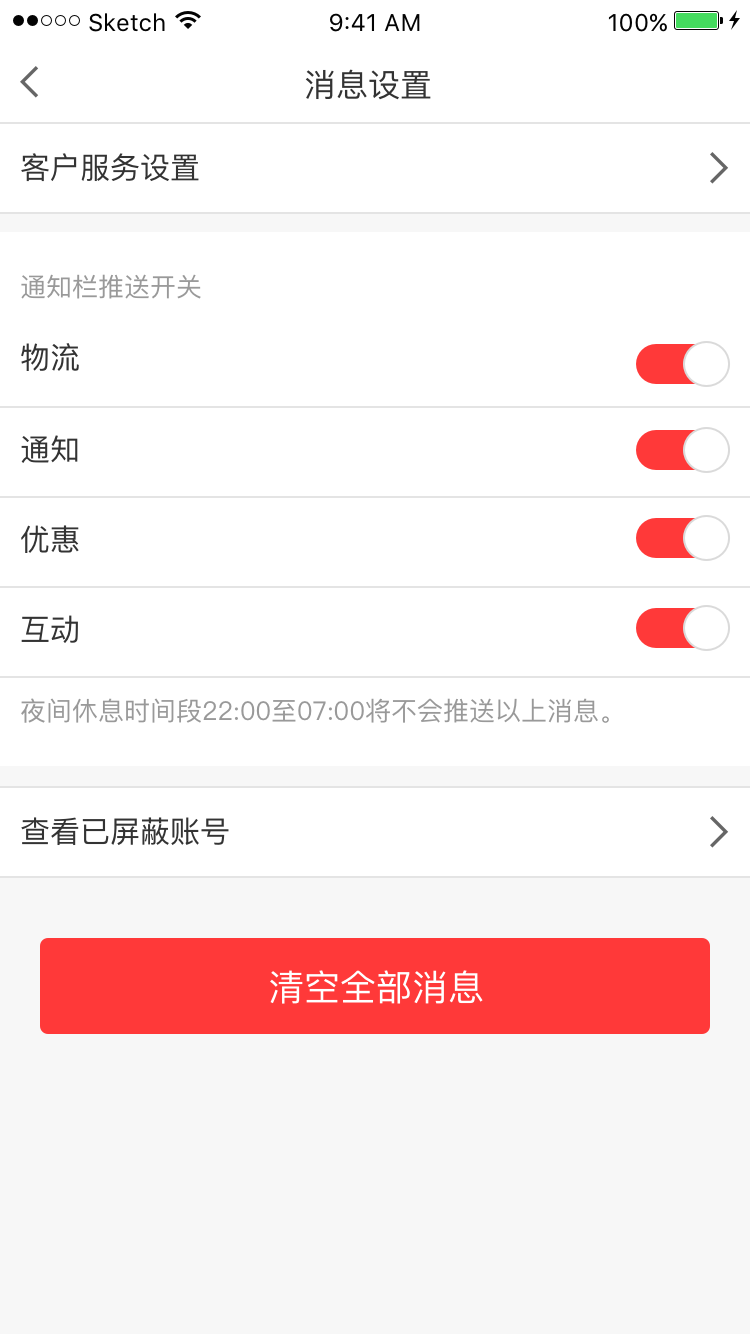 Sketch 9:41 AM 100%
消息设置
客户服务设置
通知栏推送开关
物流
通知
优惠
互动
夜间休息时间段22:00至07:00将不会推送以上消息。
查看已屏蔽账号
清空全部消息